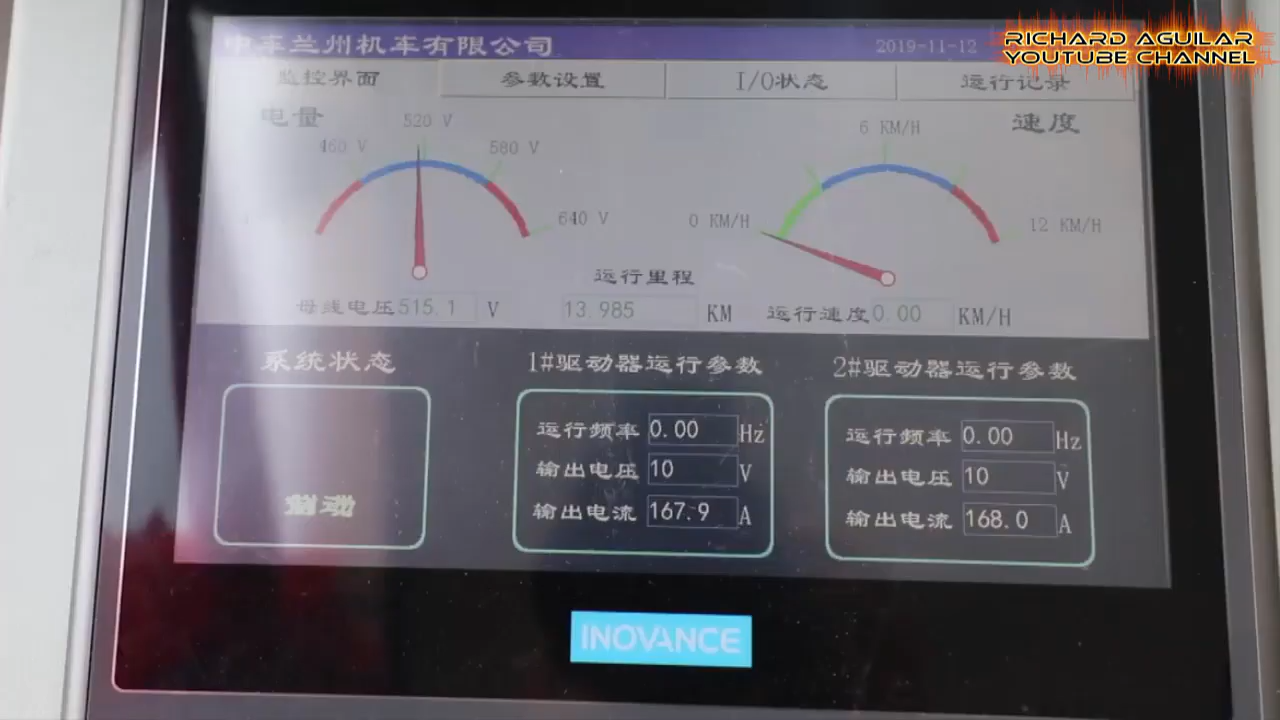 中车兰州机车有限公司 2019-11-12
RICHARD AGUILAR
YOUTUBE CHANNEL
监控界面 参数设置 I/O状态 运行记录
电量 速度
460 V 520 V 580 V 640 V
0 KM/H 6 KM/H 12 KM/H
运行里程
母线电压 515.1 V 13.985 KM 运行速度 0.00 KM/H
系统状态 1#驱动器运行参数 2#驱动器运行参数
运行频率 0.00 Hz 运行频率 0.00 Hz
输出电压 10 V 输出电压 10 V
输出电流 167.9 A 输出电流 168.0 A
INOVANCE